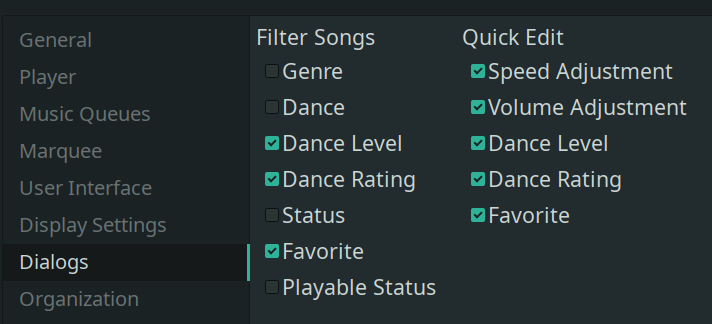 General
Player
Music Queues
Marquee
User Interface
Display Settings
Dialogs
Organization
Filter Songs
Genre
Dance
Dance Level
Dance Rating
Status
Favorite
Playable Status
Quick Edit
Speed Adjustment
Volume Adjustment
Dance Level
Dance Rating
Favorite